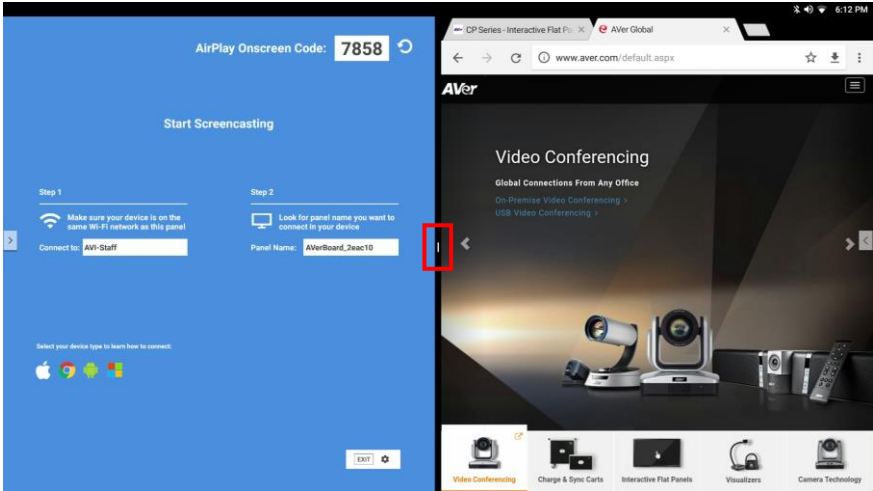 6:12 PM
AirPlay Onscreen Code: 7858
Start Screencasting
Step 1
Make sure your device is on the
same Wi-Fi network as this panel
Connect to: AVI-Staff
Step 2
Look for panel name you want to
connect in your device
Panel Name: AVerBoard_2eac10
Select your device type to learn how to connect:
EXIT
CP Series - Interactive Flat Pa
AVer Global
www.aver.com/default.aspx
AVer
Video Conferencing
Global Connections From Any Office
On-Premise Video Conferencing >
USB Video Conferencing >
Video Conferencing
Charge & Sync Carts
Interactive Flat Panels
Visualizers
Camera Technology